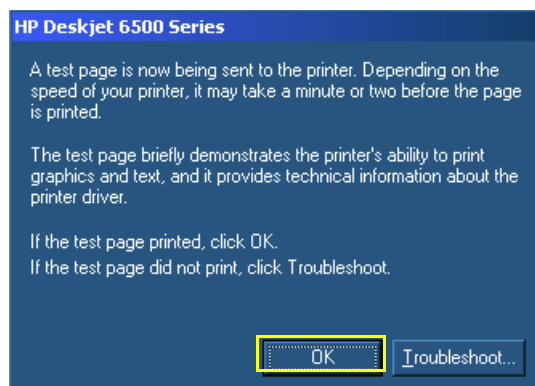 HP Deskjet 6500 Series
A test page is now being sent to the printer. Depending on the
speed of your printer, it may take a minute or two before the page
is printed.
The test page briefly demonstrates the printer's ability to print
graphics and text, and it provides technical information about the
printer driver.
If the test page printed, click OK.
If the test page did not print, click Troubleshoot.
OK
Troubleshoot...